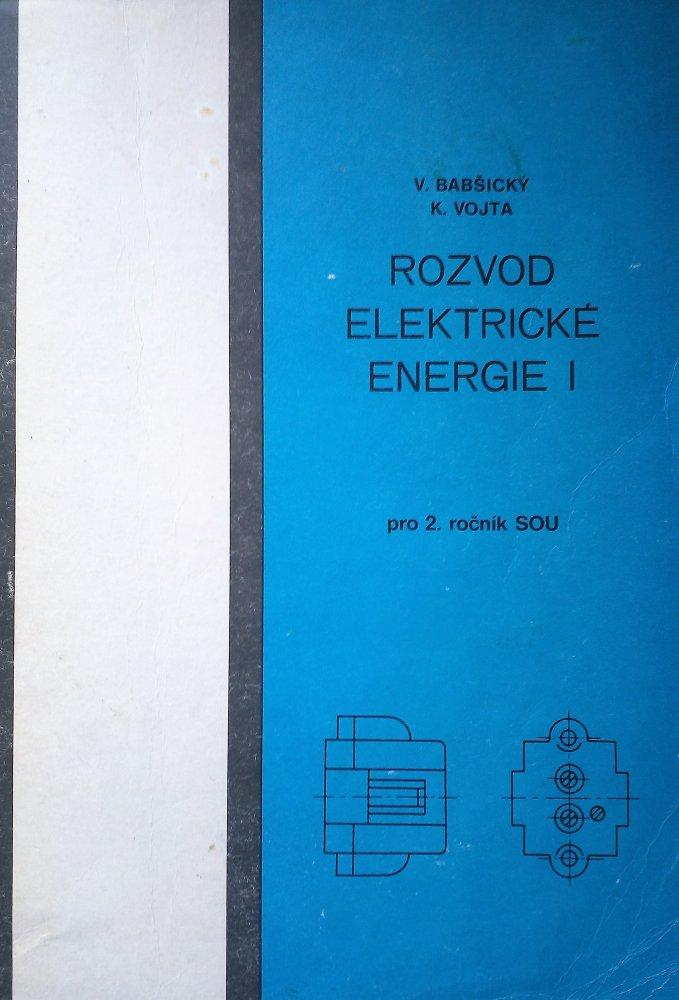 V. BABŠICKÝ
K. VOJTA
ROZVOD
ELEKTRICKÉ
ENERGIE I
pro 2. ročník SOU